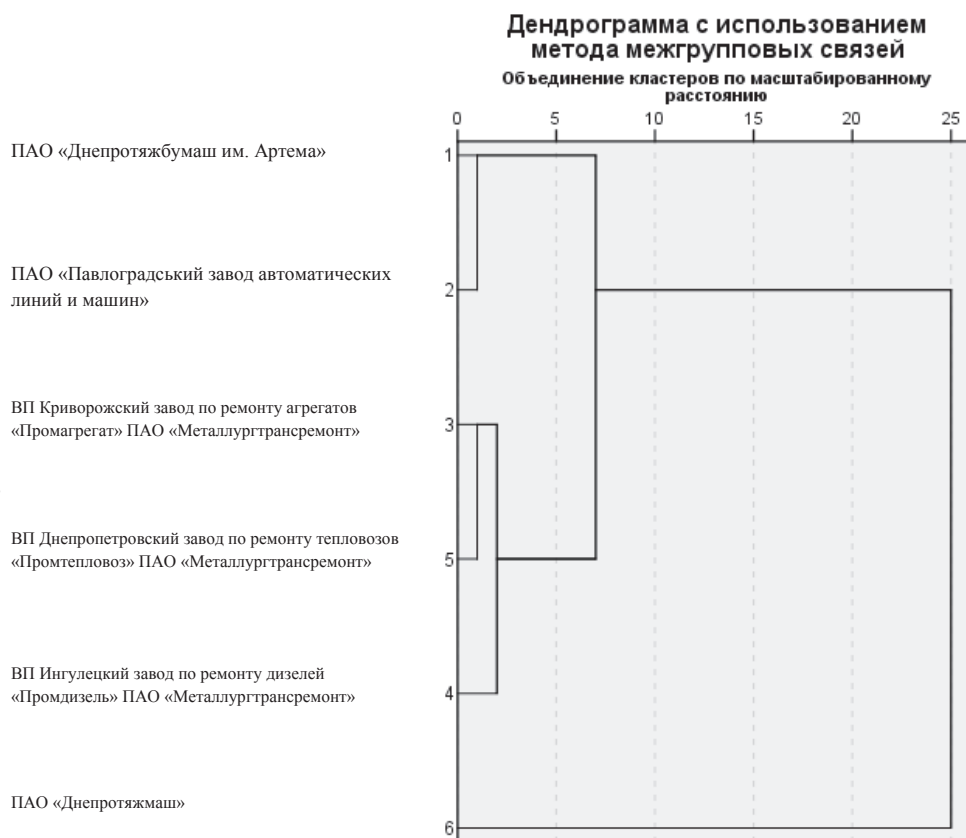 Дендрограмма с использованием
метода межгрупповых связей
Объединение кластеров по масштабированному
расстоянию
0 5 10 15 20 25
ПАО «Днепротяжбумаш им. Артема»
1
ПАО «Павлоградський завод автоматических
линий и машин»
2
ВП Криворожский завод по ремонту агрегатов
«Промагрегат» ПАО «Металлургтрансремонт»
3
ВП Днепропетровский завод по ремонту тепловозов
«Промтепловоз» ПАО «Металлургтрансремонт»
5
ВП Ингулецкий завод по ремонту дизелей
«Промдизель» ПАО «Металлургтрансремонт»
4
ПАО «Днепротяжмаш»
6